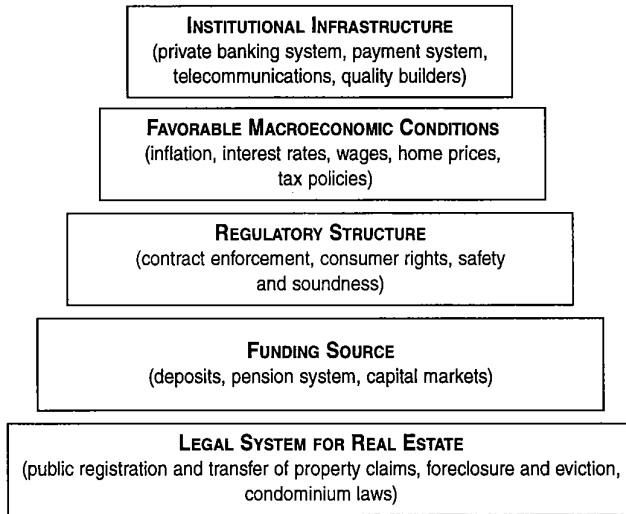 INSTITUTIONAL INFRASTRUCTURE
(private banking system, payment system,
telecommunications, quality builders)
FAVORABLE MACROECONOMIC CONDITIONS
(inflation, interest rates, wages, home prices,
tax policies)
REGULATORY STRUCTURE
(contract enforcement, consumer rights, safety
and soundness)
FUNDING SOURCE
(deposits, pension system, capital markets)
LEGAL SYSTEM FOR REAL ESTATE
(public registration and transfer of property claims, foreclosure and eviction,
condominium laws)